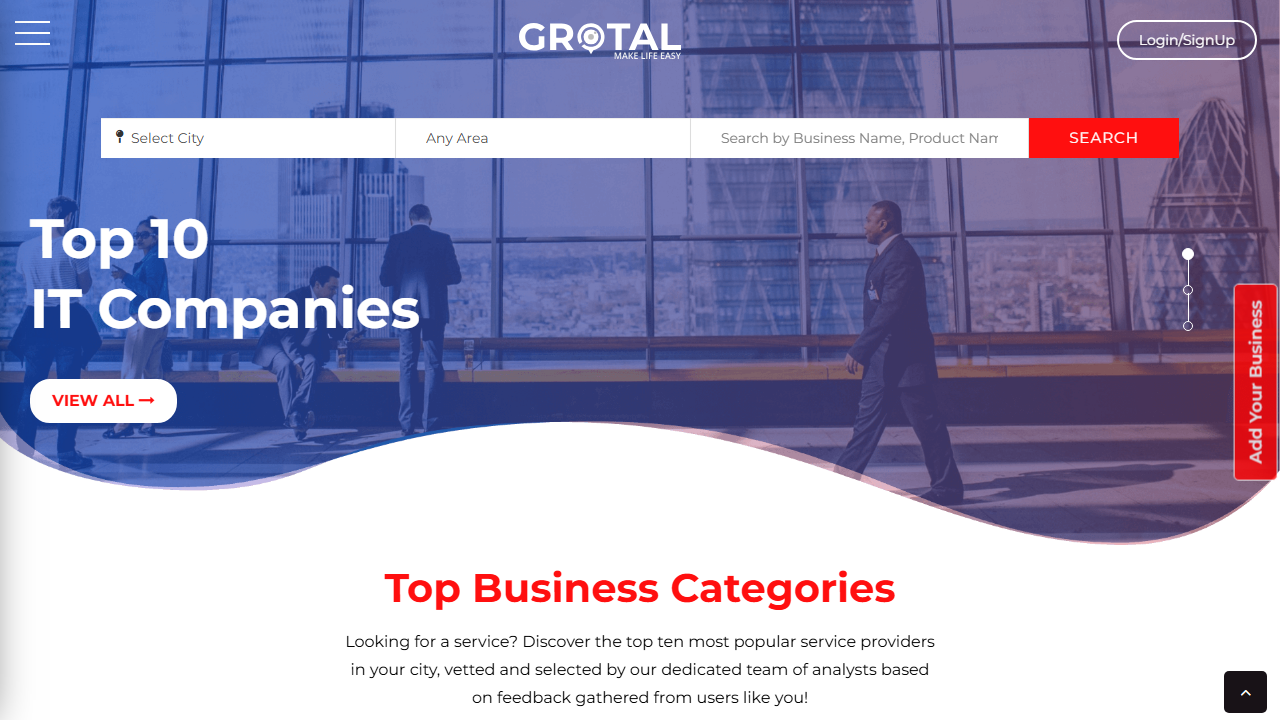 GROTAL
MAKE LIFE EASY
Login/SignUp
Select City
Any Area
Search by Business Name, Product Nam
SEARCH
Top 10
IT Companies
VIEW ALL
Add Your Business
Top Business Categories
Looking for a service? Discover the top ten most popular service providers
in your city, vetted and selected by our dedicated team of analysts based
on feedback gathered from users like you!